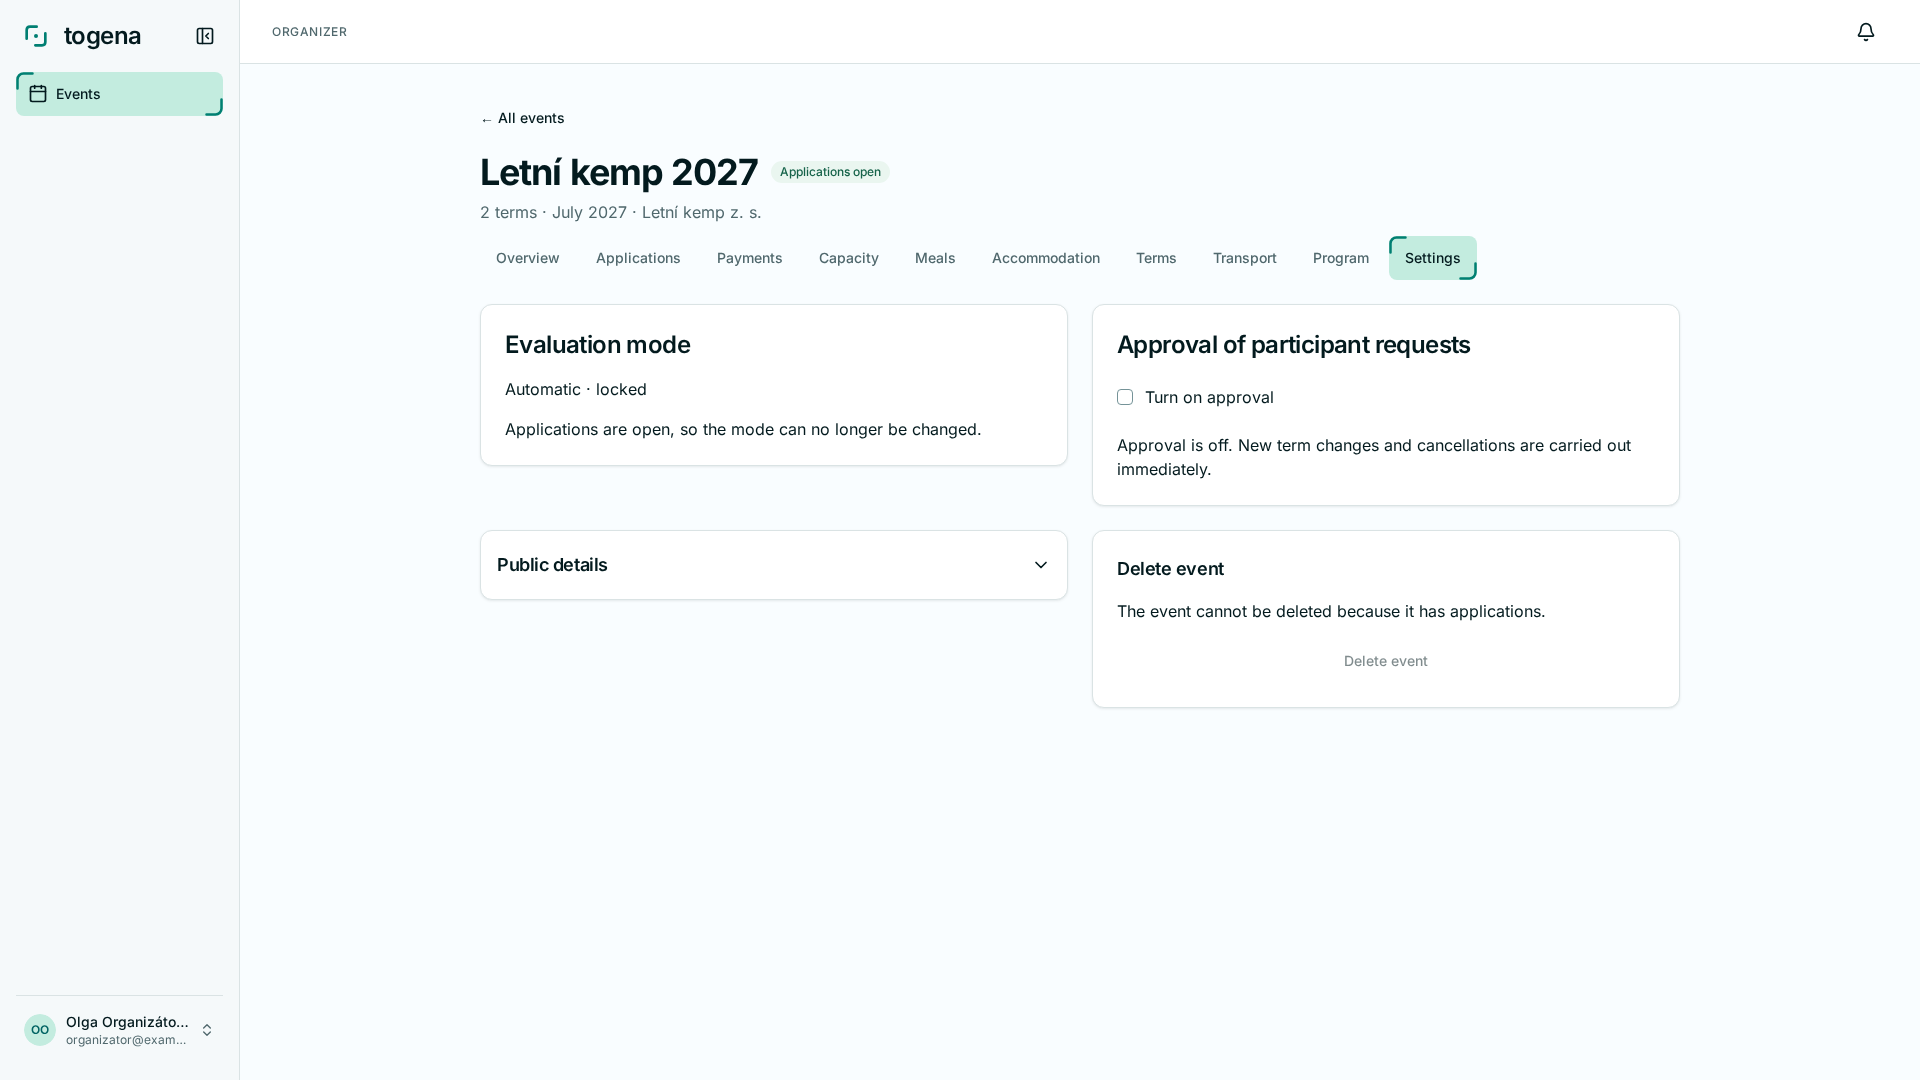 togena
ORGANIZER
Events
← All events
Letní kemp 2027
Applications open
2 terms · July 2027 · Letní kemp z. s.
Overview
Applications
Payments
Capacity
Meals
Accommodation
Terms
Transport
Program
Settings
Evaluation mode
Automatic · locked
Applications are open, so the mode can no longer be changed.
Approval of participant requests
Turn on approval
Approval is off. New term changes and cancellations are carried out
immediately.
Public details
Delete event
The event cannot be deleted because it has applications.
Delete event
OO
Olga Organizáto...
organizator@exam...